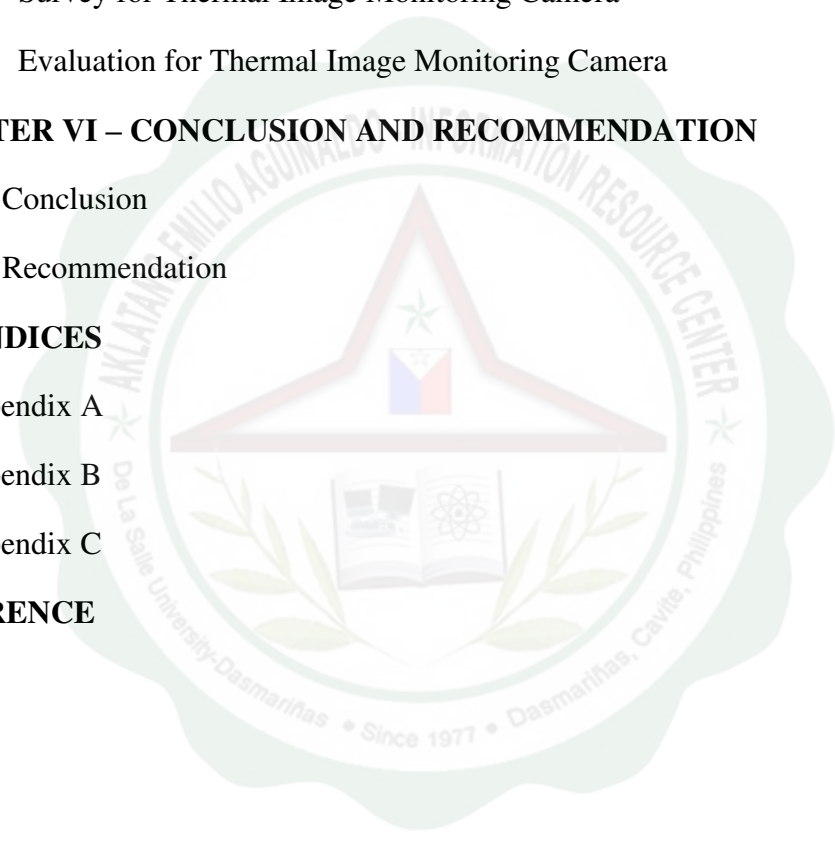 Survey for Thermal Image Monitoring Camera
Evaluation for Thermal Image Monitoring Camera
TER VI – CONCLUSION AND RECOMMENDATION
Conclusion
Recommendation
NDICES
endix A
endix B
endix C
RENCE
AKLATANG EMILIO AGUINALDO - INFORMATION RESOURCE CENTER
De La Salle University-Dasmariñas • Since 1977 • Dasmariñas, Cavite, Philippines